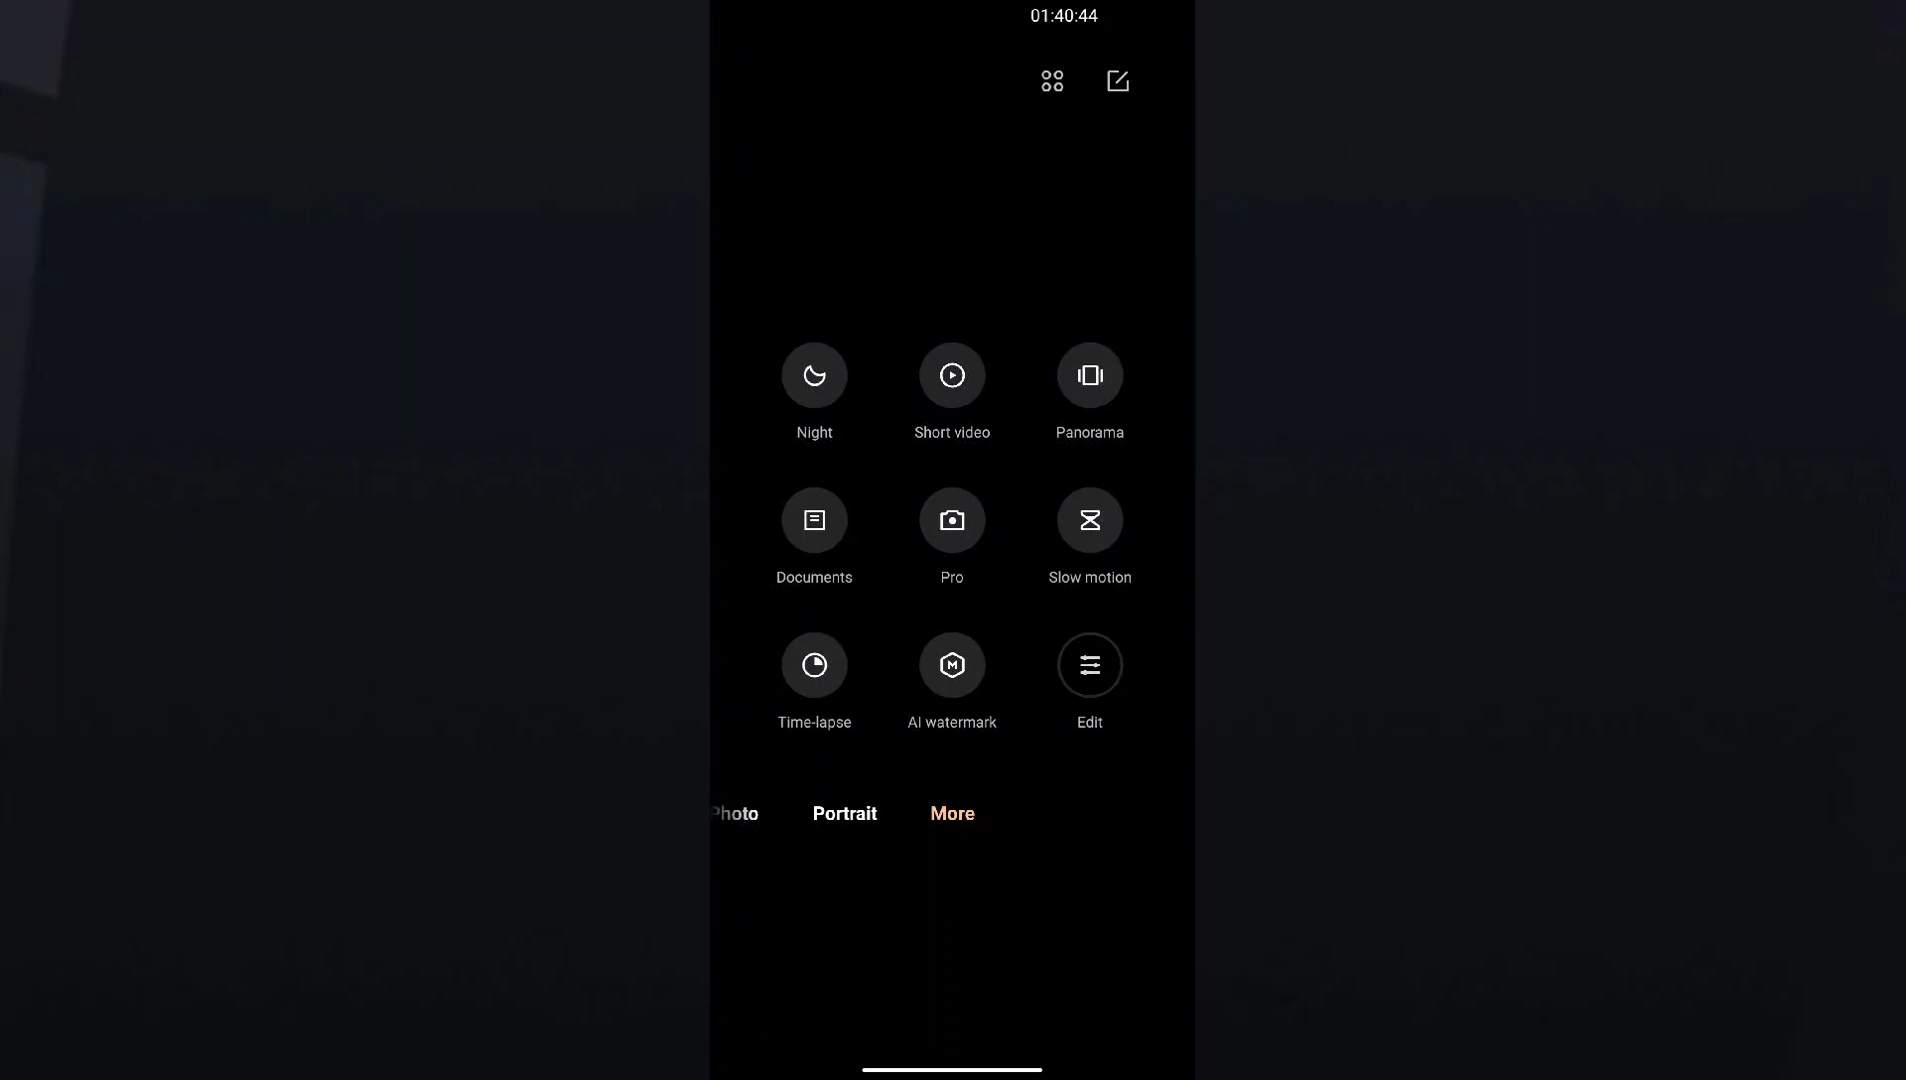 01:40:44
Night Short video Panorama
Documents Pro Slow motion
Time-lapse AI watermark Edit
Photo Portrait More